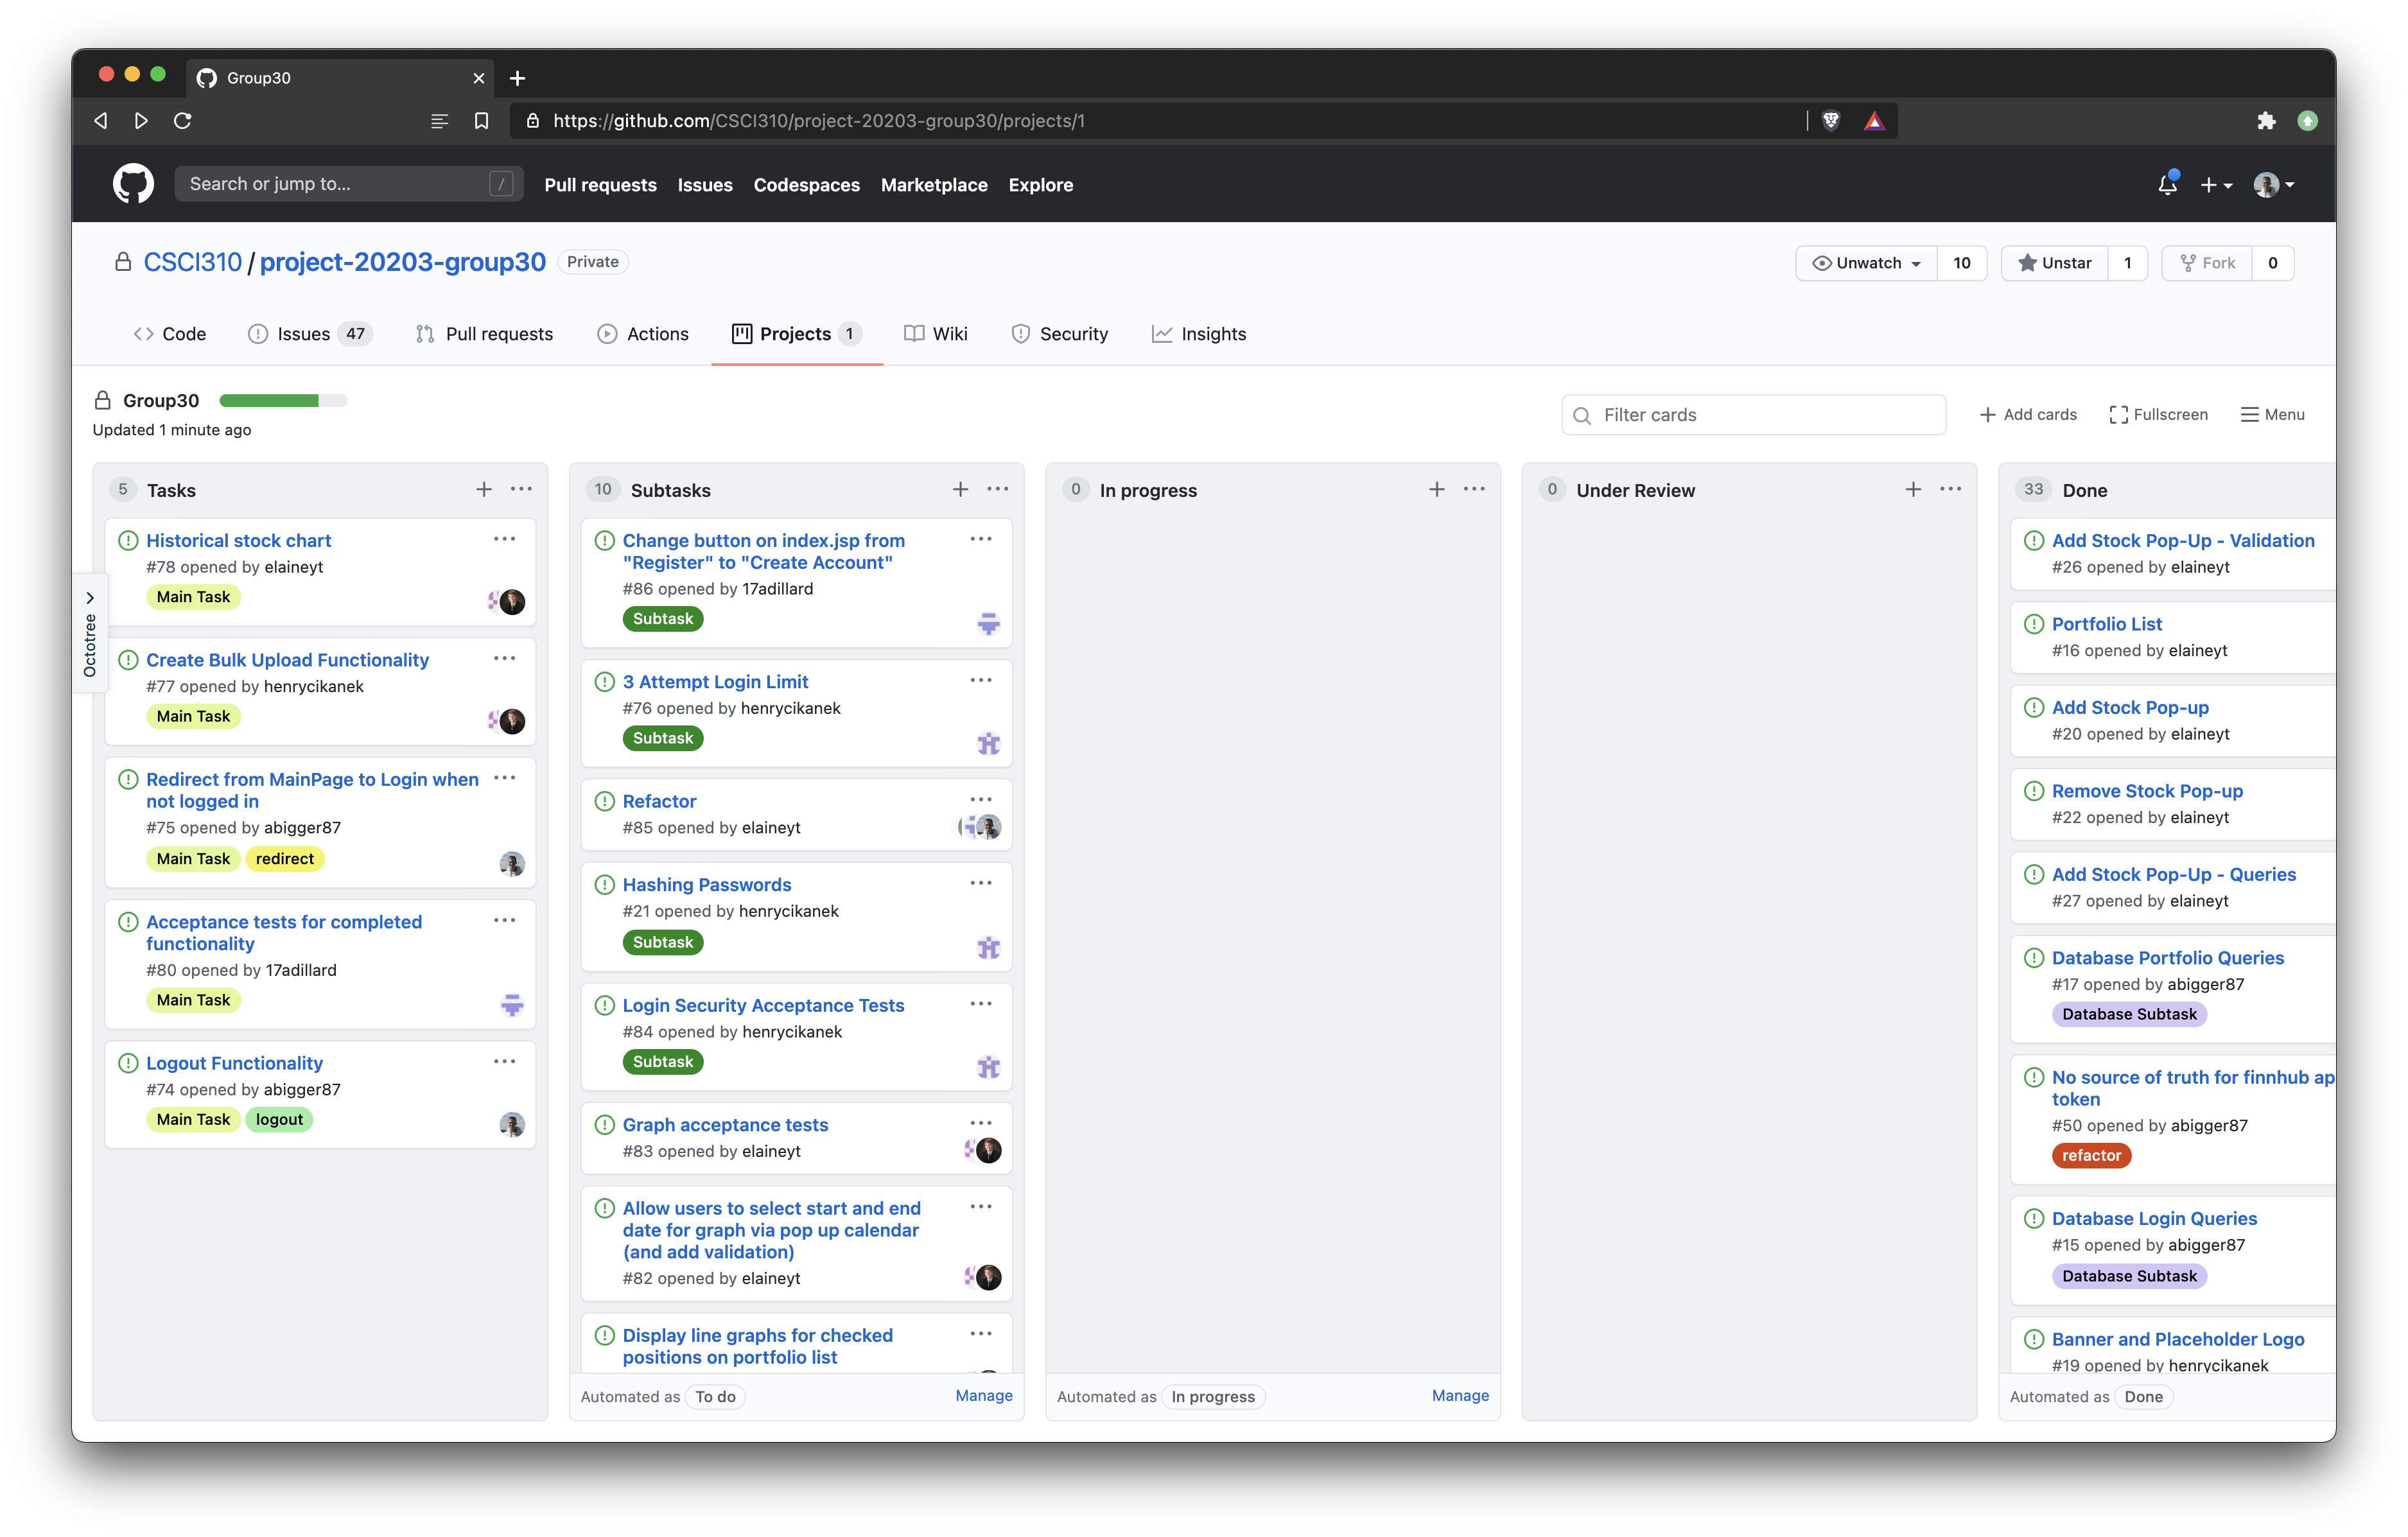 Group30
https://github.com/CSCI310/project-20203-group30/projects/1
Search or jump to...
/
Pull requests
Issues
Codespaces
Marketplace
Explore
CSCI310 / project-20203-group30
Private
Unwatch
10
Unstar
1
Fork
0
Code
Issues
47
Pull requests
Actions
Projects
1
Wiki
Security
Insights
Group30
Updated 1 minute ago
Filter cards
Add cards
Fullscreen
Menu
Octotree
5
Tasks
Historical stock chart
#78 opened by elaineyt
Main Task
Create Bulk Upload Functionality
#77 opened by henrycikanek
Main Task
Redirect from MainPage to Login when
not logged in
#75 opened by abigger87
Main Task
redirect
Acceptance tests for completed
functionality
#80 opened by 17adillard
Main Task
Logout Functionality
#74 opened by abigger87
Main Task
logout
10
Subtasks
Change button on index.jsp from
"Register" to "Create Account"
#86 opened by 17adillard
Subtask
3 Attempt Login Limit
#76 opened by henrycikanek
Subtask
Refactor
#85 opened by elaineyt
Hashing Passwords
#21 opened by henrycikanek
Subtask
Login Security Acceptance Tests
#84 opened by henrycikanek
Subtask
Graph acceptance tests
#83 opened by elaineyt
Allow users to select start and end
date for graph via pop up calendar
(and add validation)
#82 opened by elaineyt
Display line graphs for checked
positions on portfolio list
Automated as To do
Manage
0
In progress
Automated as In progress
Manage
0
Under Review
33
Done
Add Stock Pop-Up - Validation
#26 opened by elaineyt
Portfolio List
#16 opened by elaineyt
Add Stock Pop-up
#20 opened by elaineyt
Remove Stock Pop-up
#22 opened by elaineyt
Add Stock Pop-Up - Queries
#27 opened by elaineyt
Database Portfolio Queries
#17 opened by abigger87
Database Subtask
No source of truth for finnhub ap
token
#50 opened by abigger87
refactor
Database Login Queries
#15 opened by abigger87
Database Subtask
Banner and Placeholder Logo
#19 opened by henrycikanek
Automated as Done